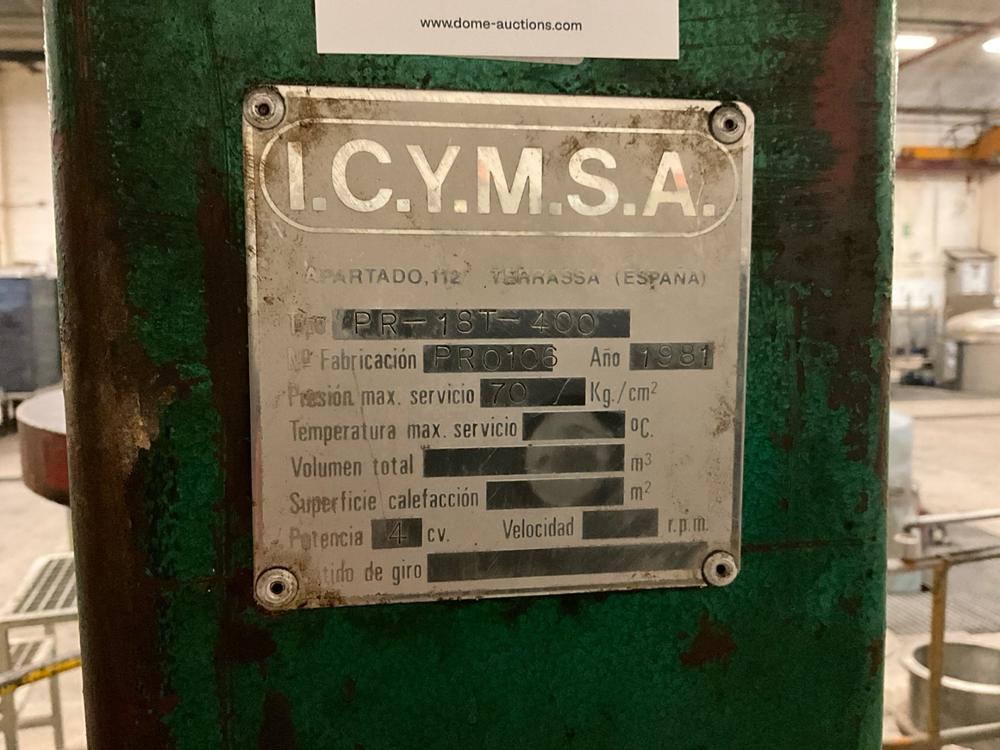 www.dome-auctions.com
I.C.Y.M.S.A.
APARTADO,112 TERRASSA (ESPAÑA)
Tipo PR-18T-400
Nº Fabricación PR0106 Año 1981
Presión max. servicio 70 Kg./cm²
Temperatura max. servicio ºC.
Volumen total m³
Superficie calefacción m²
Potencia 4 cv. Velocidad r.p.m.
de giro